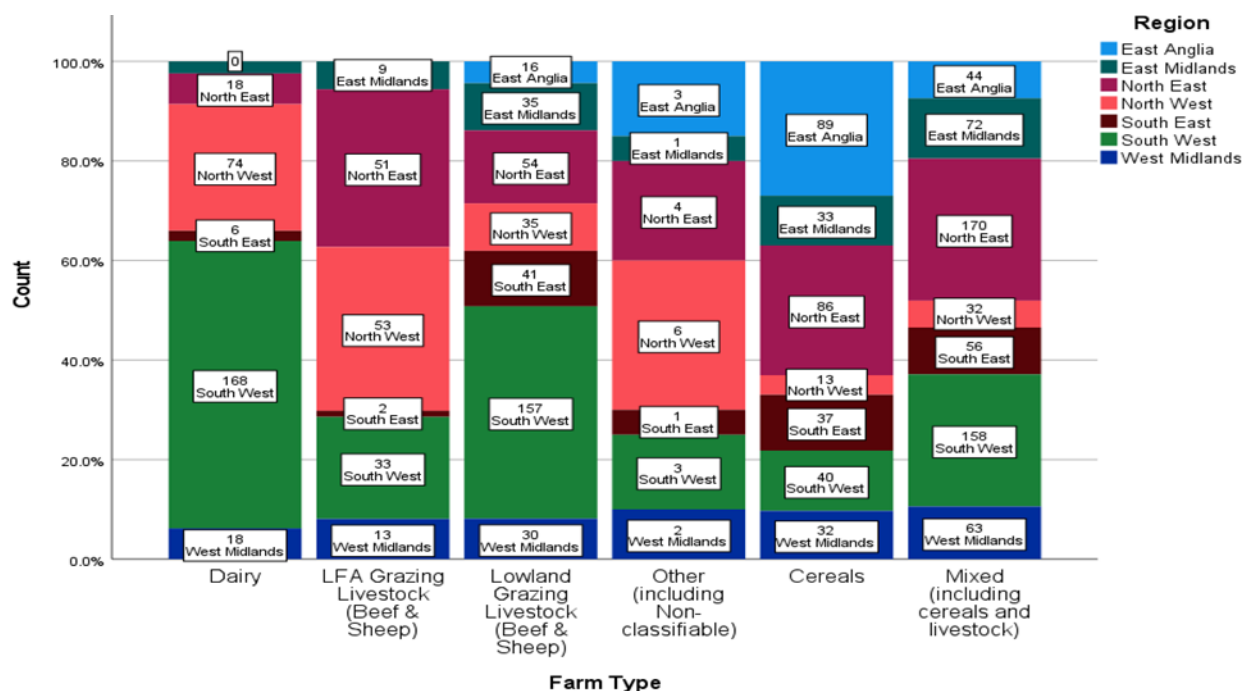 Region
East Anglia
East Midlands
North East
North West
South East
South West
West Midlands
Count
100.0%
80.0%
60.0%
40.0%
20.0%
0.0%
0
18
North East
74
North West
6
South East
168
South West
18
West Midlands
9
East Midlands
51
North East
53
North West
2
South East
33
South West
13
West Midlands
16
East Anglia
35
East Midlands
54
North East
35
North West
41
South East
157
South West
30
West Midlands
3
East Anglia
1
East Midlands
4
North East
6
North West
1
South East
3
South West
2
West Midlands
89
East Anglia
33
East Midlands
86
North East
13
North West
37
South East
40
South West
32
West Midlands
44
East Anglia
72
East Midlands
170
North East
32
North West
56
South East
158
South West
63
West Midlands
Dairy
LFA Grazing
Livestock
(Beef &
Sheep)
Lowland
Grazing
Livestock
(Beef &
Sheep)
Other
(including
Non-
classifiable)
Cereals
Mixed
(including
cereals and
livestock)
Farm Type